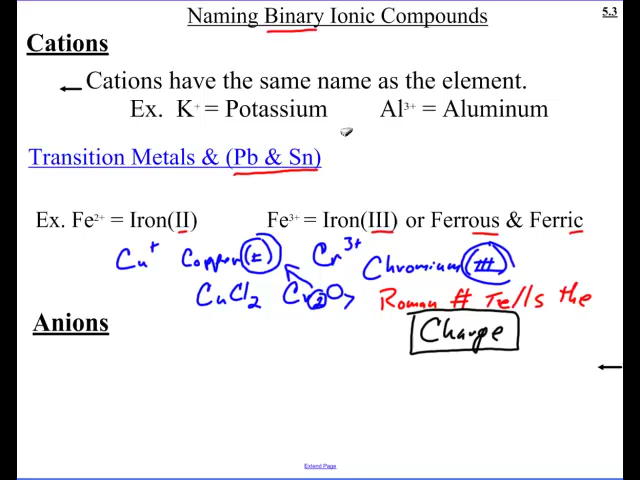 Naming Binary Ionic Compounds
5.3
Cations
Cations have the same name as the element.
Ex. K⁺ = Potassium Al³⁺ = Aluminum
Transition Metals & (Pb & Sn)
Ex. Fe²⁺ = Iron(II) Fe³⁺ = Iron(III) or Ferrous & Ferric
Cu⁺ Copper(I) Cr³⁺ Chromium(III)
CuCl₂ Cr₂O₇ Roman # Tells the
Charge
Anions
Extend Page